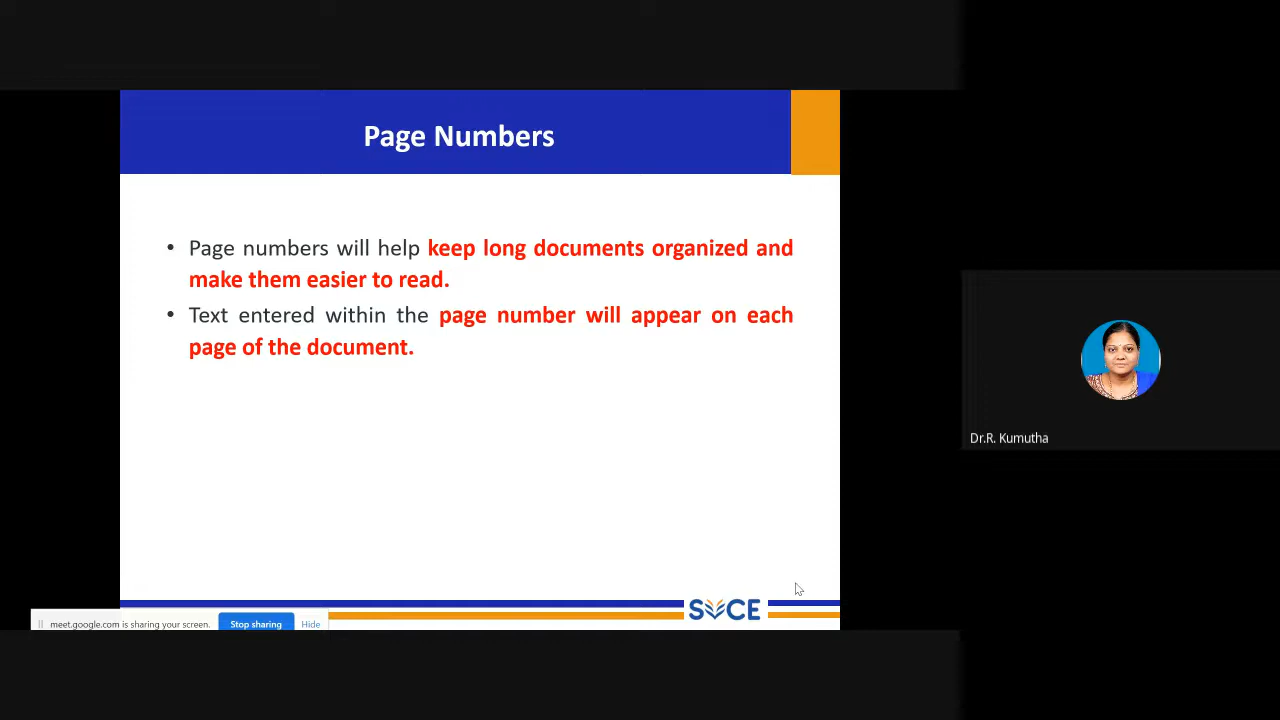 Page Numbers
• Page numbers will help keep long documents organized and
make them easier to read.
• Text entered within the page number will appear on each
page of the document.
Dr.R. Kumutha
SVCE
meet.google.com is sharing your screen.
Stop sharing
Hide